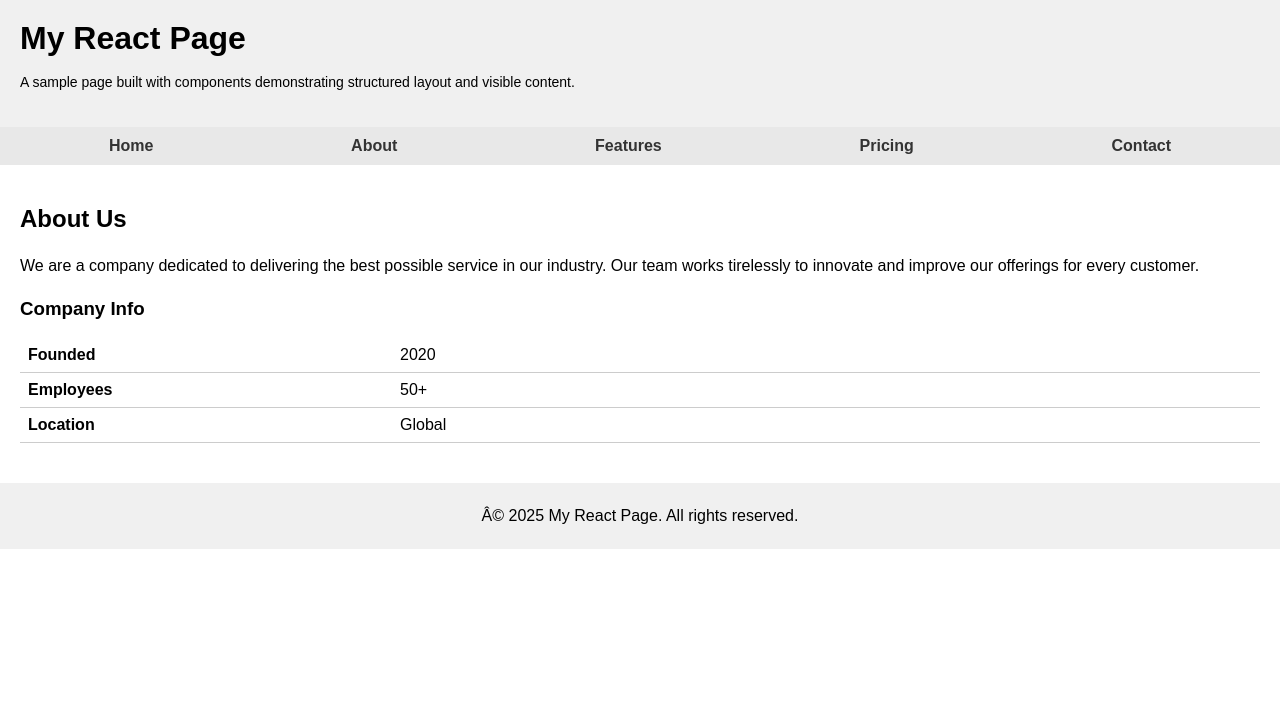 My React Page
A sample page built with components demonstrating structured layout and visible content.
Home About Features Pricing Contact
About Us
We are a company dedicated to delivering the best possible service in our industry. Our team works tirelessly to innovate and improve our offerings for every customer.
Company Info
Founded 2020
Employees 50+
Location Global
Â© 2025 My React Page. All rights reserved.